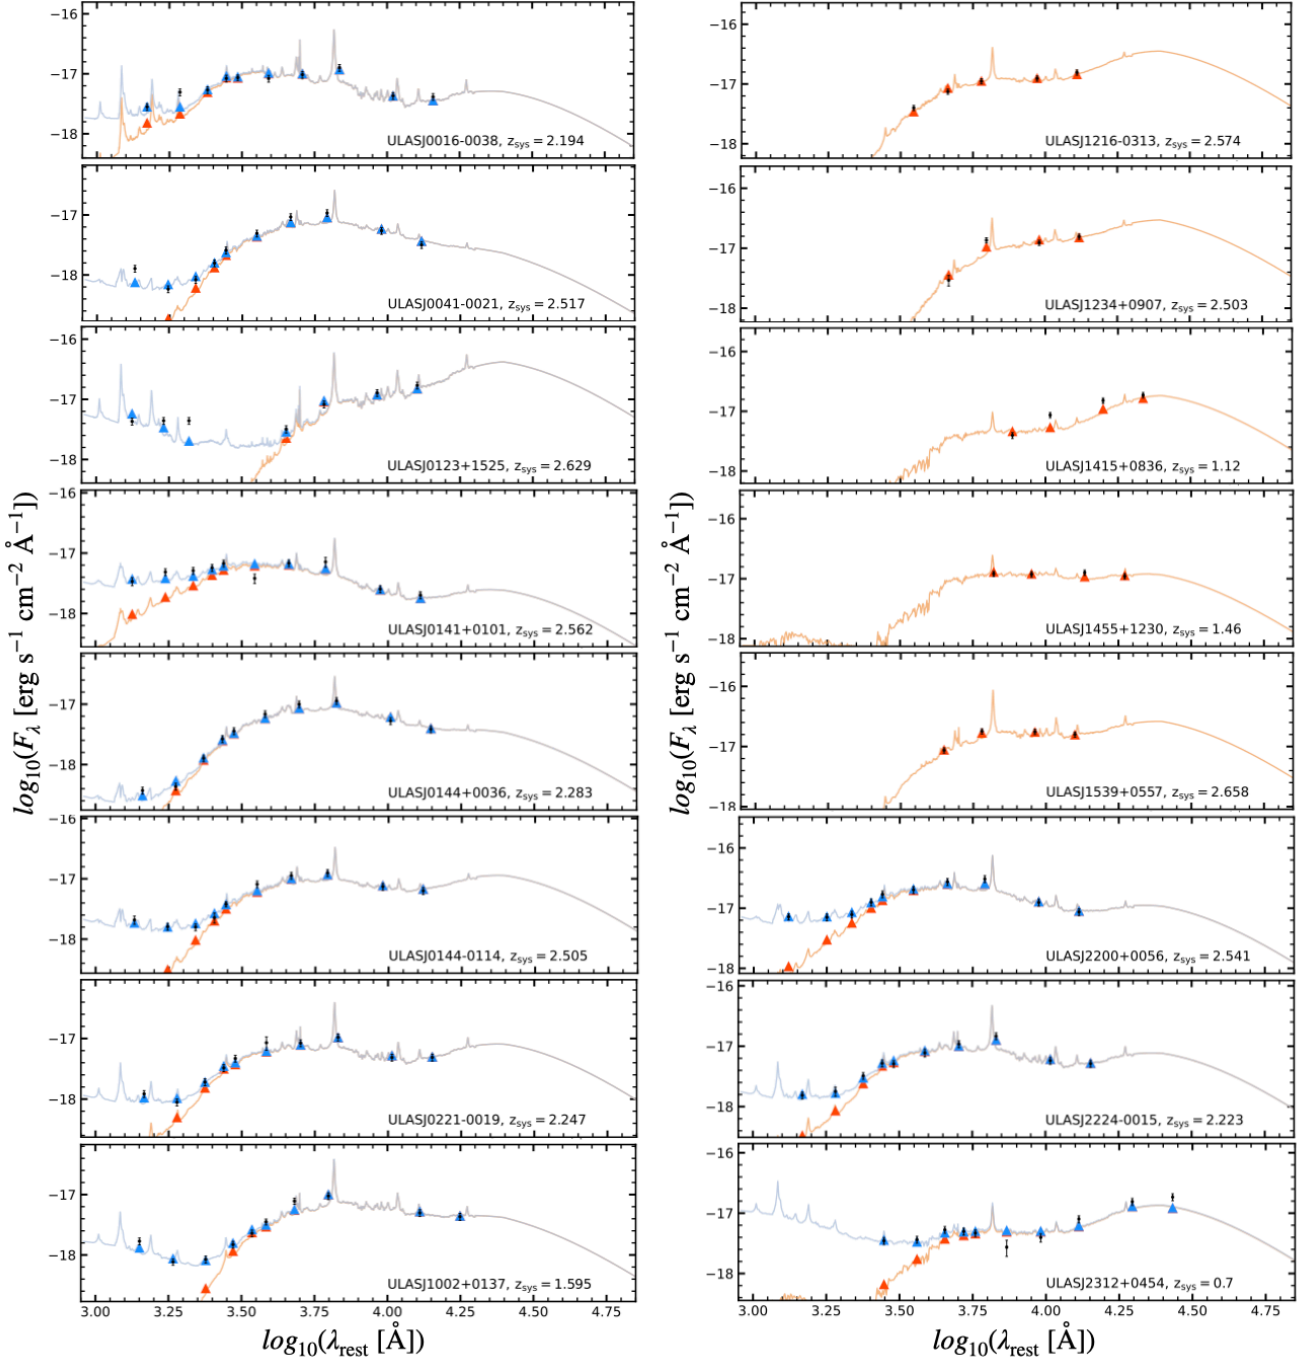 −16
−17
−18
ULASJ0016-0038, z_sys = 2.194
−17
−18
ULASJ0041-0021, z_sys = 2.517
−16
−17
−18
ULASJ0123+1525, z_sys = 2.629
−16
−17
−18
ULASJ0141+0101, z_sys = 2.562
−17
−18
ULASJ0144+0036, z_sys = 2.283
−16
−17
−18
ULASJ0144-0114, z_sys = 2.505
−17
−18
ULASJ0221-0019, z_sys = 2.247
−17
−18
ULASJ1002+0137, z_sys = 1.595
3.00 3.25 3.50 3.75 4.00 4.25 4.50 4.75
log10(λrest [Å])
log10(Fλ [erg s−1 cm−2 Å−1])
−16
−17
−18
ULASJ1216-0313, z_sys = 2.574
−16
−17
−18
ULASJ1234+0907, z_sys = 2.503
−16
−17
−18
ULASJ1415+0836, z_sys = 1.12
−16
−17
−18
ULASJ1455+1230, z_sys = 1.46
−16
−17
−18
ULASJ1539+0557, z_sys = 2.658
−16
−17
−18
ULASJ2200+0056, z_sys = 2.541
−16
−17
−18
ULASJ2224-0015, z_sys = 2.223
−16
−17
−18
ULASJ2312+0454, z_sys = 0.7
3.00 3.25 3.50 3.75 4.00 4.25 4.50 4.75
log10(λrest [Å])
log10(Fλ [erg s−1 cm−2 Å−1])